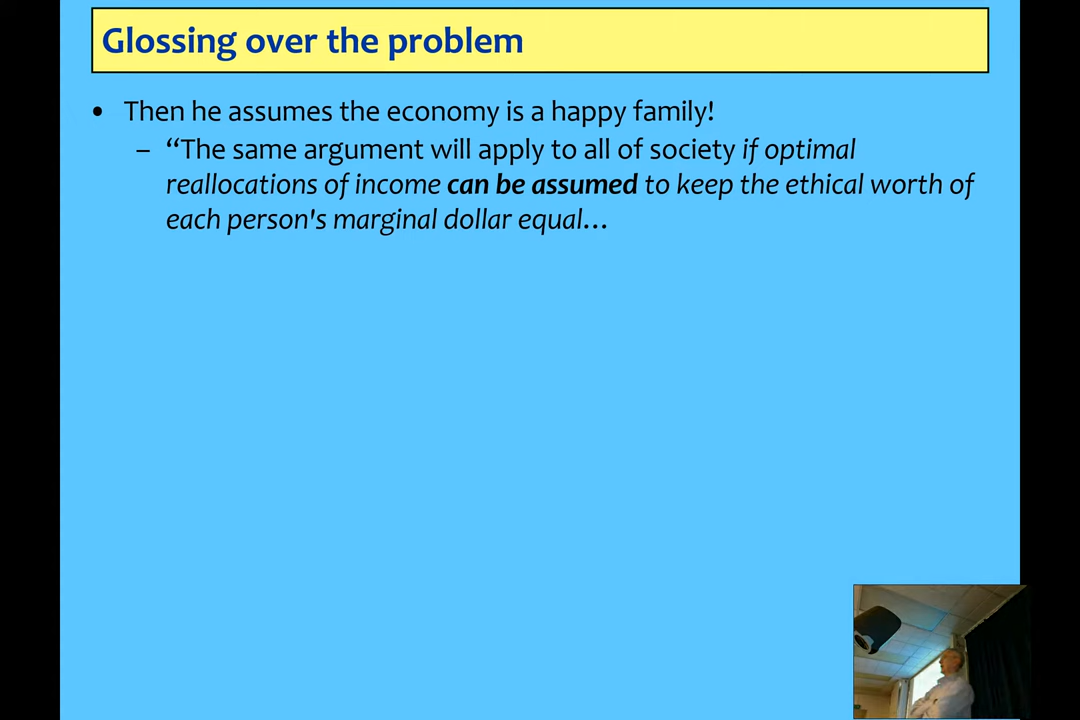 Glossing over the problem
• Then he assumes the economy is a happy family!
– “The same argument will apply to all of society if optimal
reallocations of income can be assumed to keep the ethical worth of
each person's marginal dollar equal…